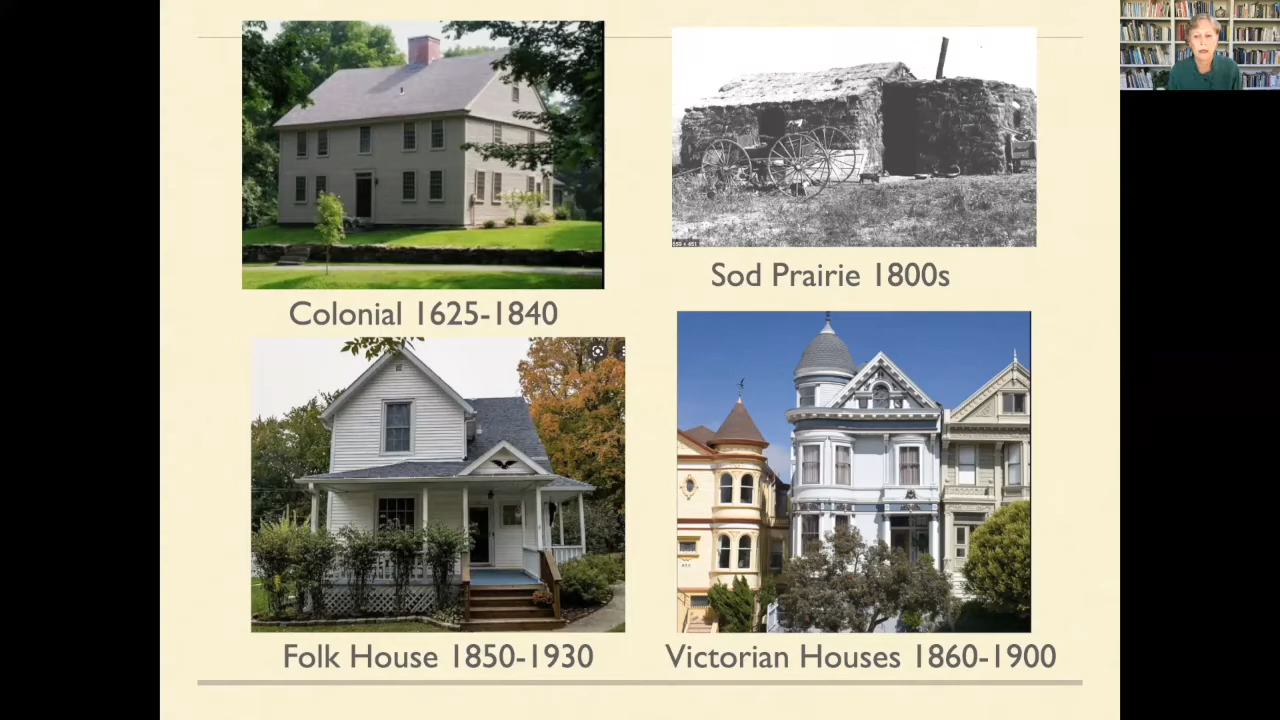 Sod Prairie 1800s
Colonial 1625-1840
Folk House 1850-1930
Victorian Houses 1860-1900